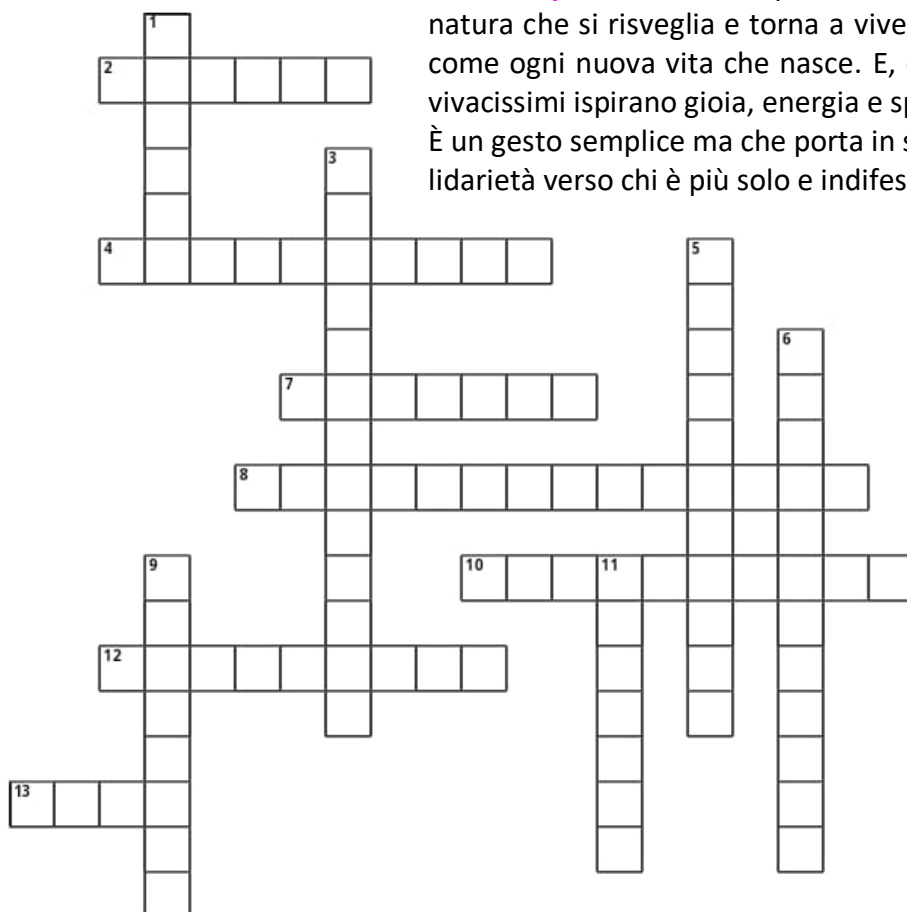 natura che si risveglia e torna a vive
come ogni nuova vita che nasce. E,
vivacissimi ispirano gioia, energia e s
È un gesto semplice ma che porta in s
lidarietà verso chi è più solo e indifes
1
2
3
4
5
6
7
8
9
10
11
12
13